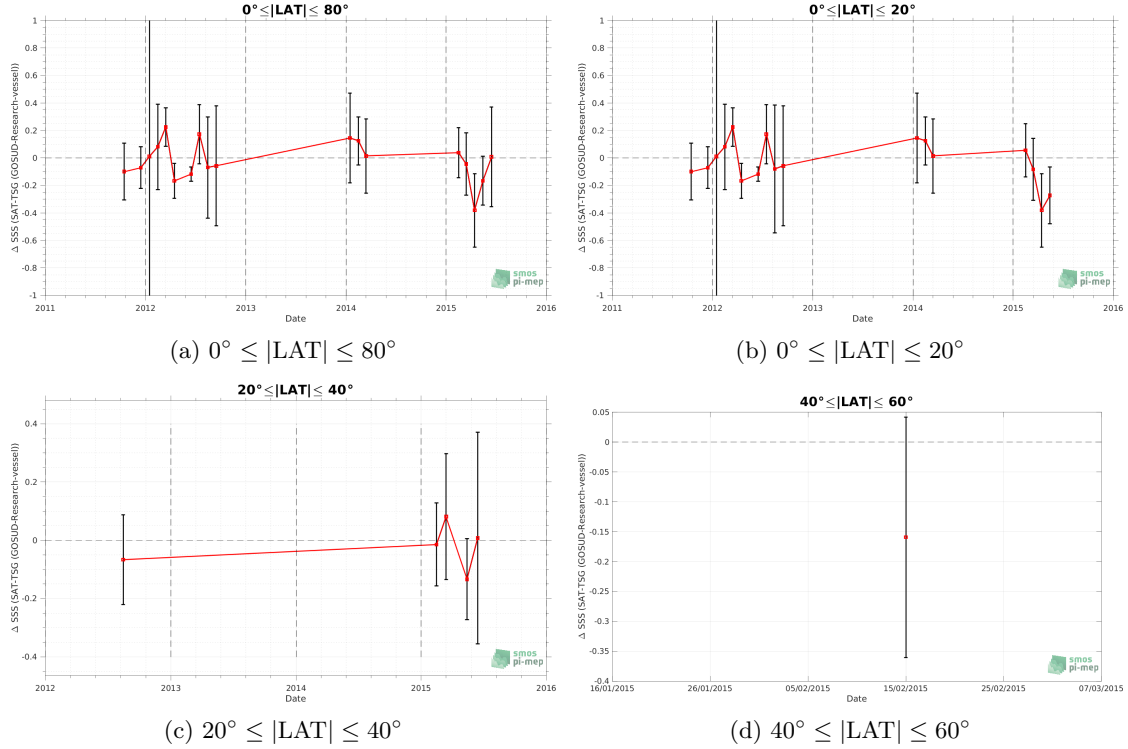 0°≤|LAT|≤ 80°
Δ SSS (SAT-TSG (GOSUD-Research-vessel))
1
0.8
0.6
0.4
0.2
0
-0.2
-0.4
-0.6
-0.8
-1
2011 2012 2013 2014 2015 2016
Date
smos
pi-mep
(a) 0° ≤ |LAT| ≤ 80°
0°≤|LAT|≤ 20°
Δ SSS (SAT-TSG (GOSUD-Research-vessel))
1
0.8
0.6
0.4
0.2
0
-0.2
-0.4
-0.6
-0.8
-1
2011 2012 2013 2014 2015 2016
Date
smos
pi-mep
(b) 0° ≤ |LAT| ≤ 20°
20°≤|LAT|≤ 40°
Δ SSS (SAT-TSG (GOSUD-Research-vessel))
0.4
0.2
0
-0.2
-0.4
2012 2013 2014 2015 2016
Date
smos
pi-mep
(c) 20° ≤ |LAT| ≤ 40°
40°≤|LAT|≤ 60°
Δ SSS (SAT-TSG (GOSUD-Research-vessel))
0.05
0
-0.05
-0.1
-0.15
-0.2
-0.25
-0.3
-0.35
-0.4
16/01/2015 26/01/2015 05/02/2015 15/02/2015 25/02/2015 07/03/2015
Date
smos
pi-mep
(d) 40° ≤ |LAT| ≤ 60°